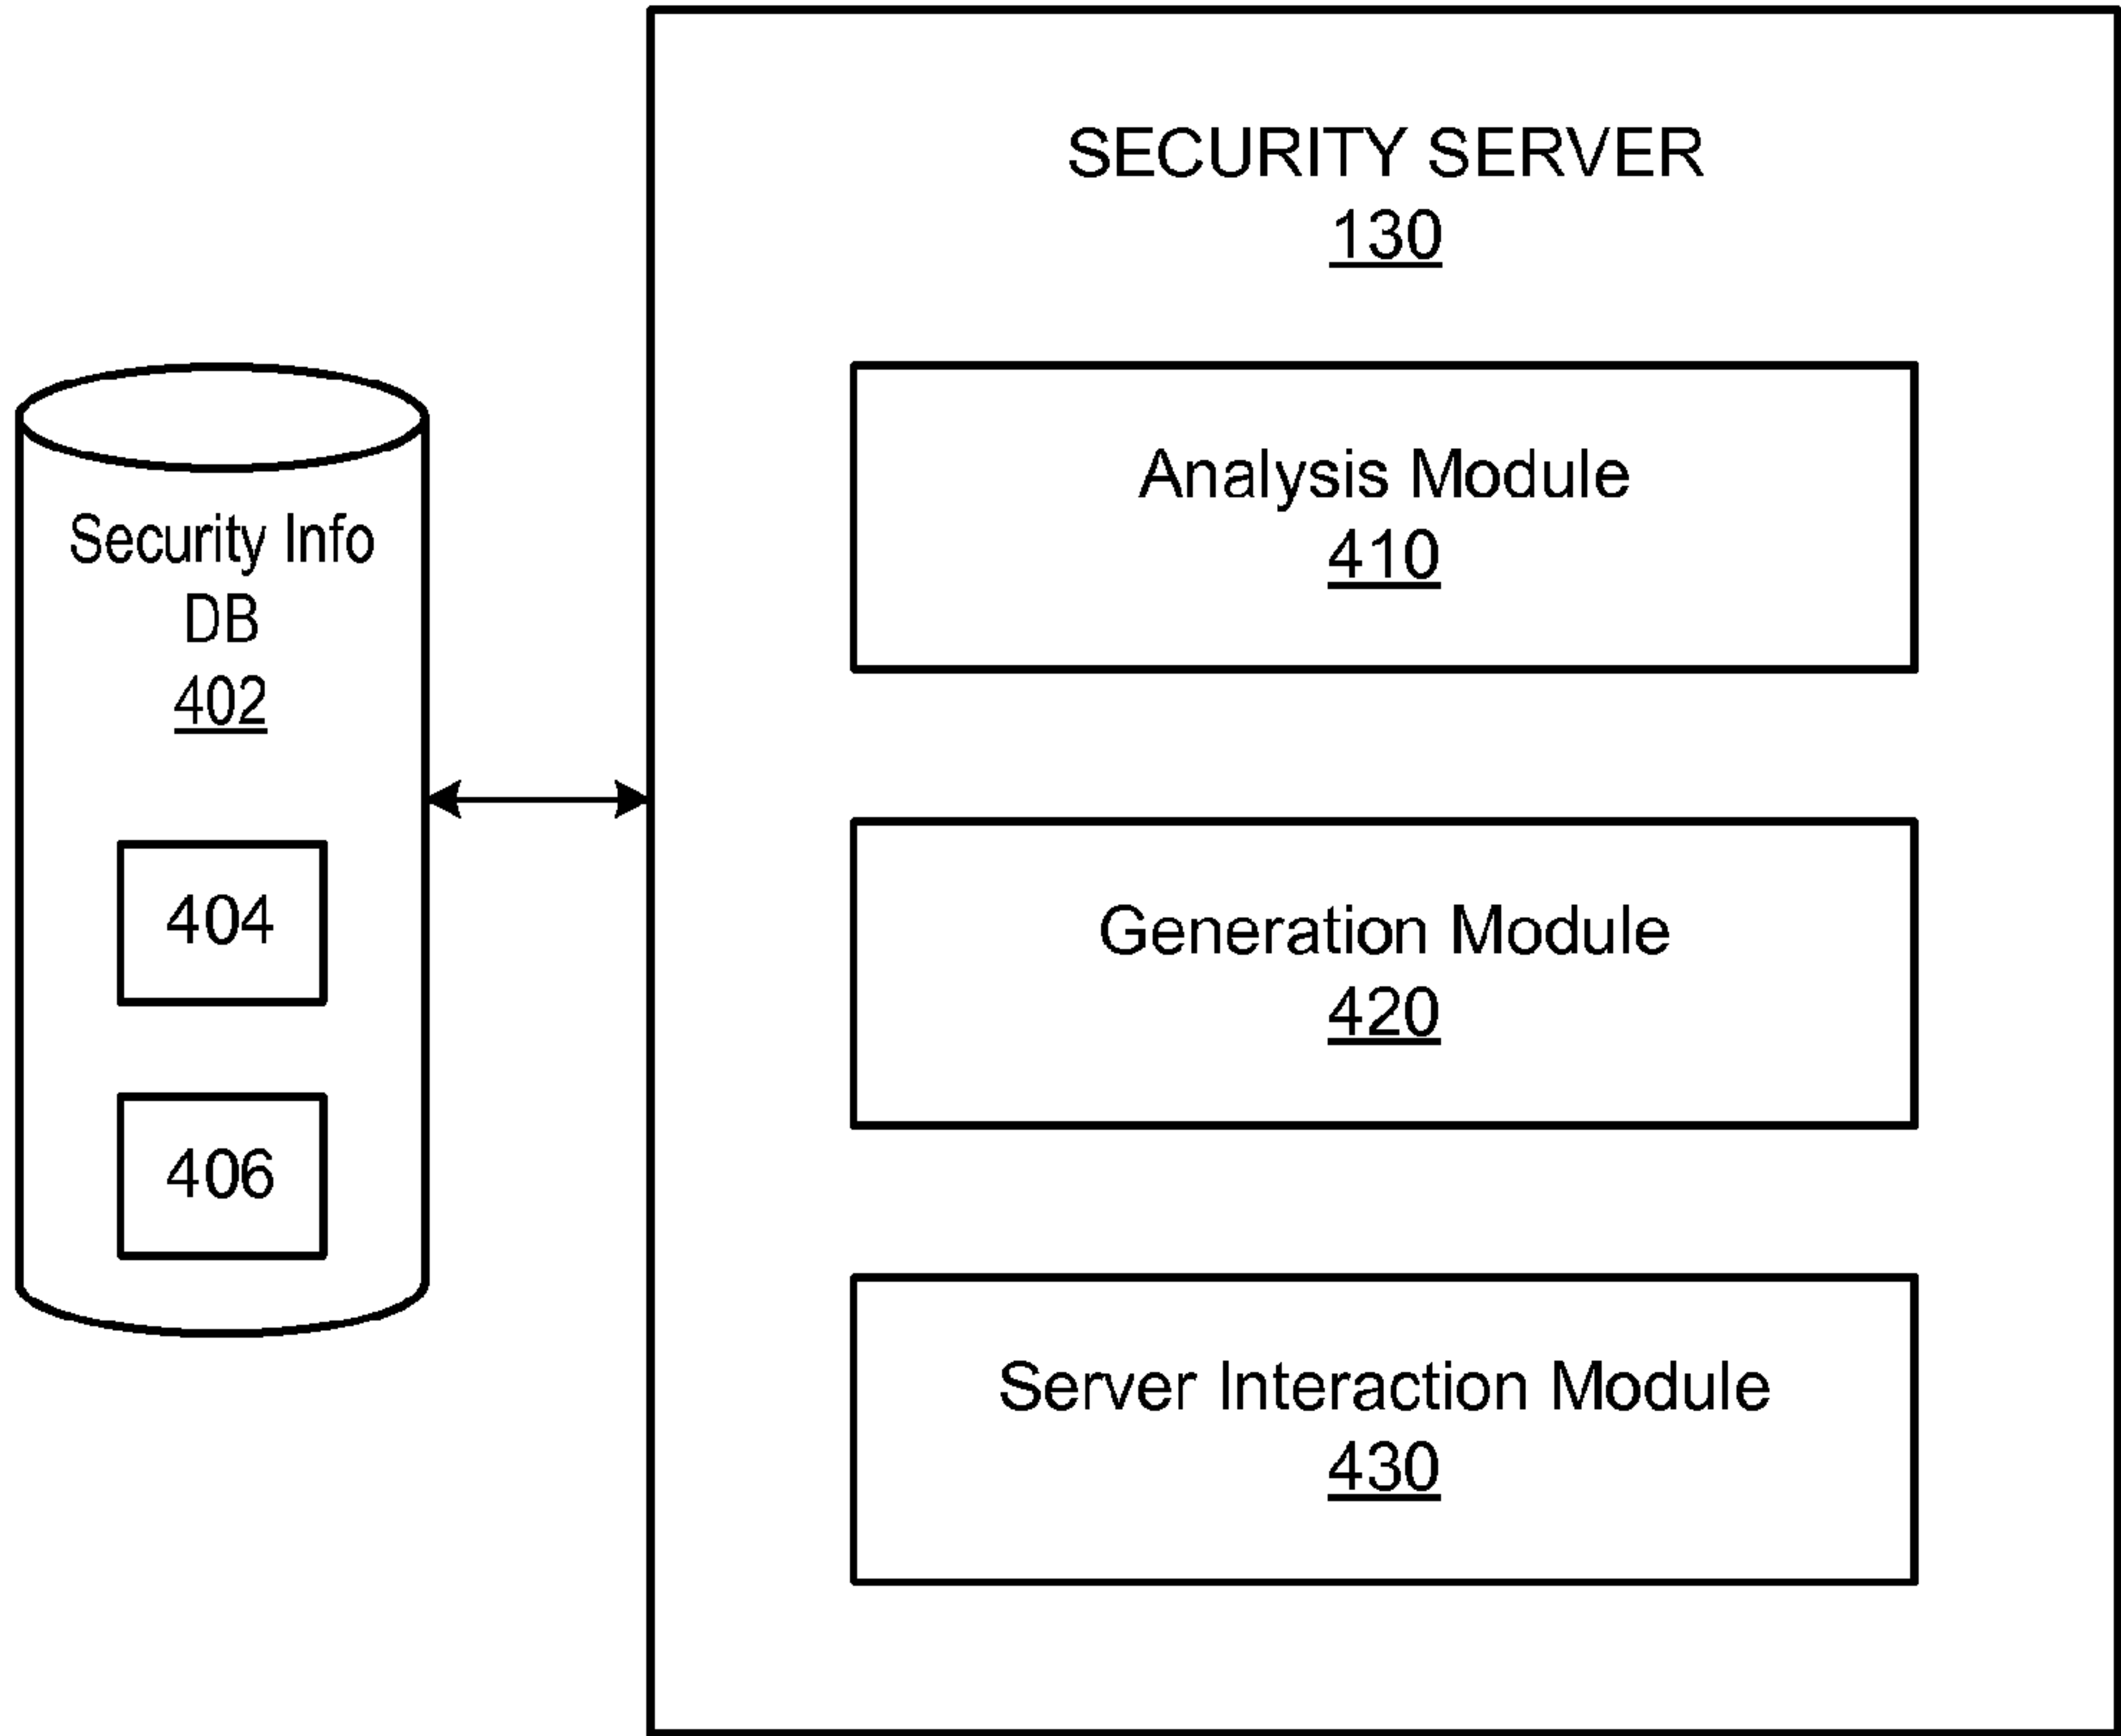 SECURITY SERVER
130
Security Info
DB
402
404
406
Analysis Module
410
Generation Module
420
Server Interaction Module
430